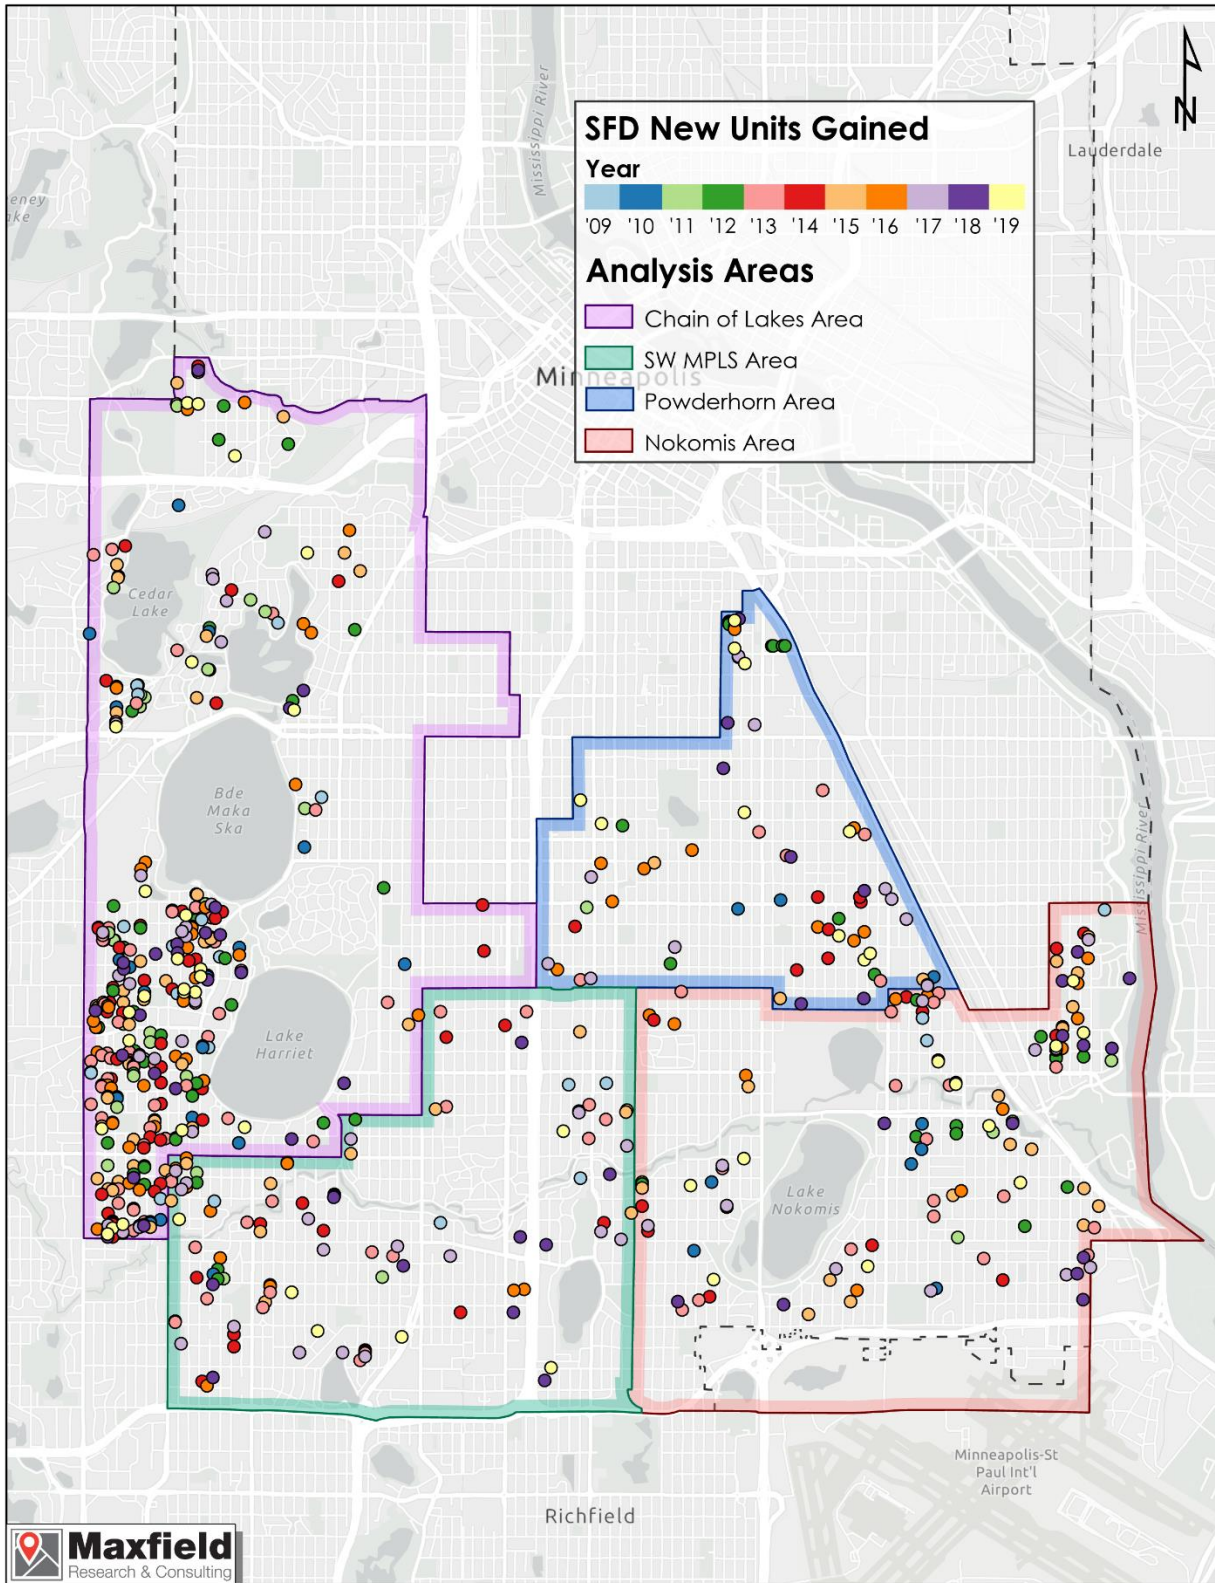 Mississippi River
N
SFD New Units Gained
Year
'09 '10 '11 '12 '13 '14 '15 '16 '17 '18 '19
Analysis Areas
Chain of Lakes Area
SW MPLS Area
Powderhorn Area
Nokomis Area
Lauderdale
eney
ke
Minneapolis
Cedar
Lake
Bde
Maka
Ska
Mississippi River
Lake
Harriet
Lake
Nokomis
Minneapolis-St
Paul Int'l
Airport
Richfield
Maxfield
Research & Consulting